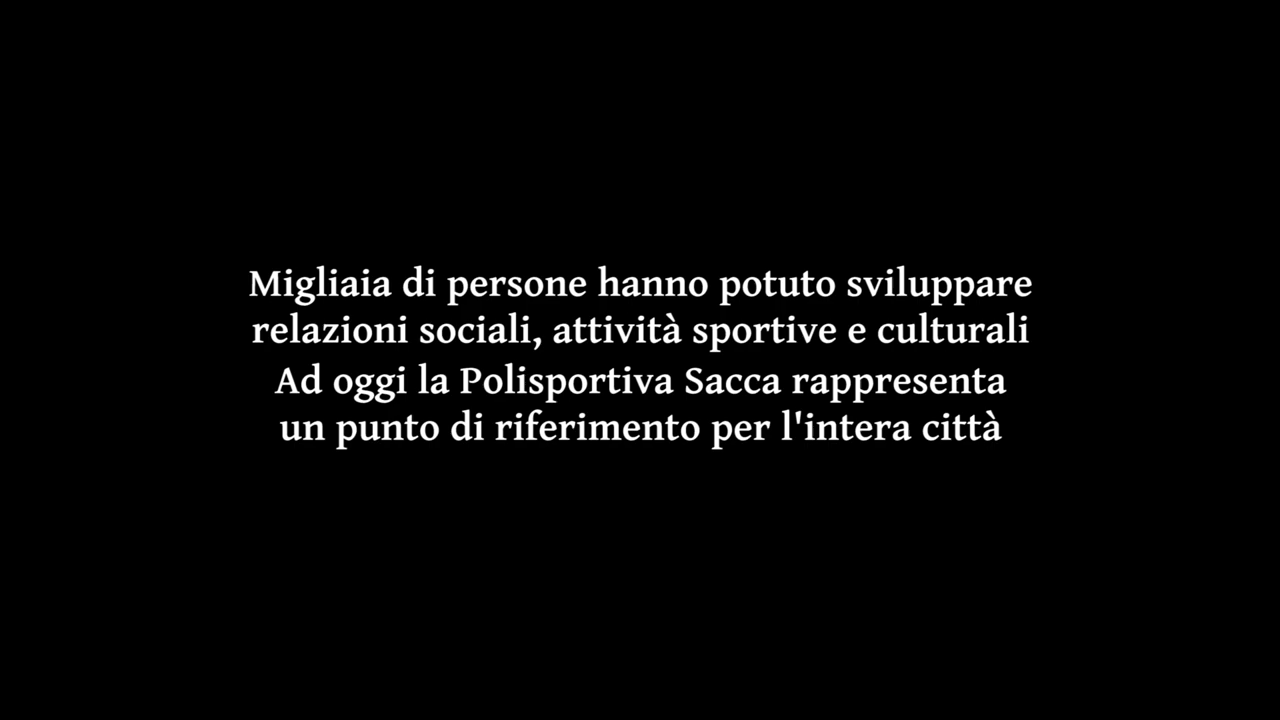 Migliaia di persone hanno potuto sviluppare
relazioni sociali, attività sportive e culturali
Ad oggi la Polisportiva Sacca rappresenta
un punto di riferimento per l'intera città